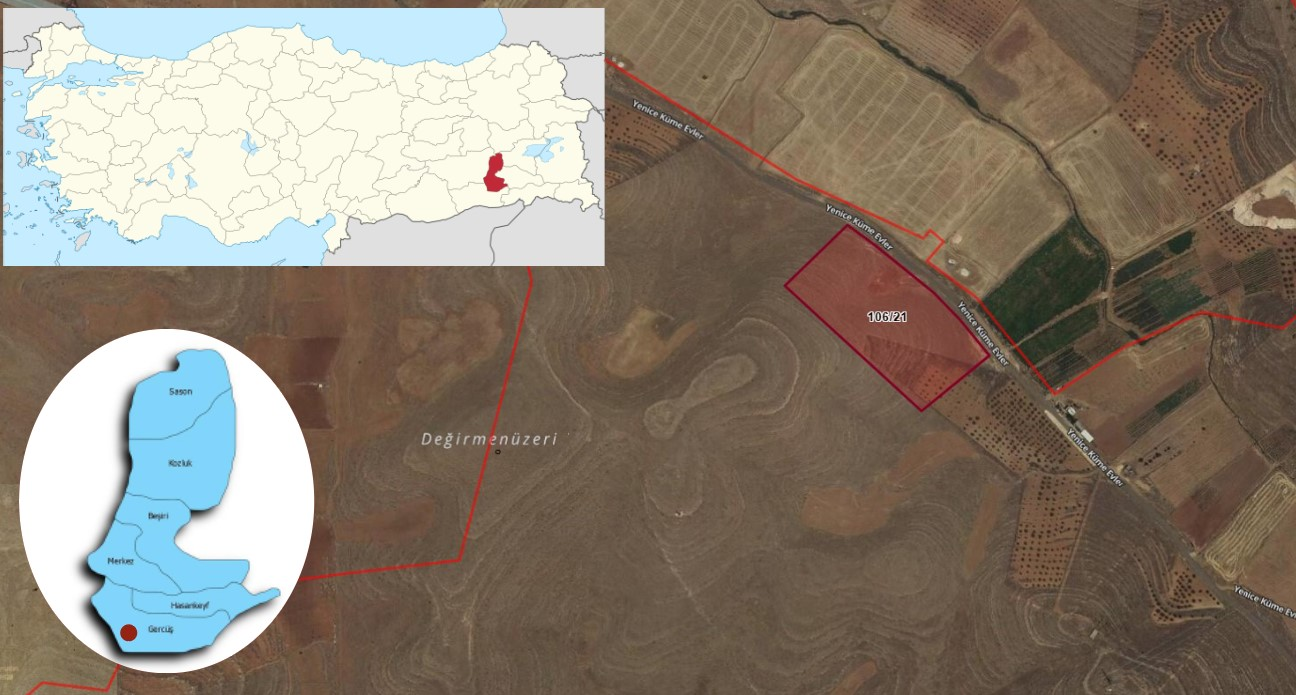 Yenice Küme Evler
Yenice Küme Evler
106/21
Yenice Küme Evler
Sason
Değirmenüzeri
Kozluk
Yenice Küme Evler
Beşiri
Merkez
Hasankeyf
Yenice Küme Evler
Gercüş